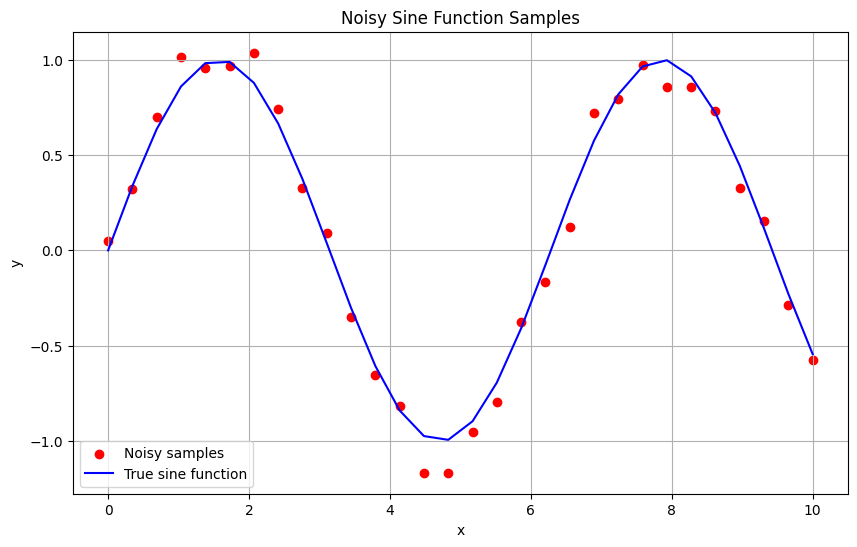 Noisy Sine Function Samples
1.0
0.5
0.0
−0.5
−1.0
y
Noisy samples
True sine function
0 2 4 6 8 10
x